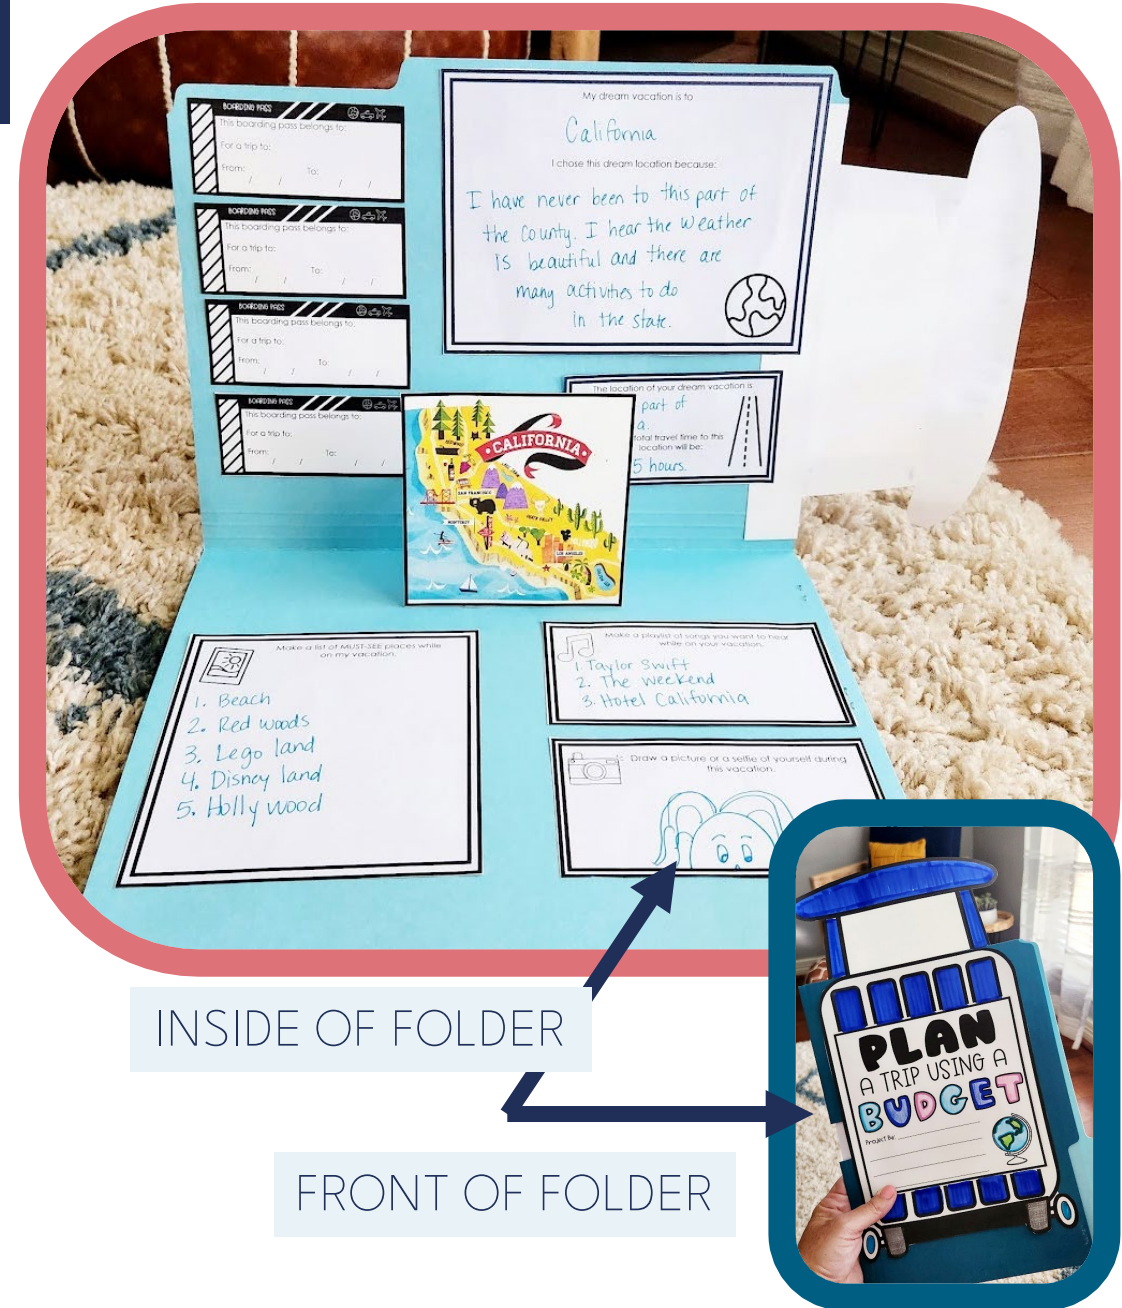 BOARDING PASS
This boarding pass belongs to:
For a trip to:
From: To:
/ / / /
BOARDING PASS
This boarding pass belongs to:
For a trip to:
From: To:
/ / / /
BOARDING PASS
This boarding pass belongs to:
For a trip to:
From: To:
/ / / /
BOARDING PASS
This boarding pass belongs to:
For a trip to:
From: To:
/ / / /
My dream vacation is to
California
I chose this dream location because:
I have never been to this part of
the County. I hear the weather
is beautiful and there are
many activities to do
in the state.
The location of your dream vacation is
part of
a.
total travel time to this
location will be:
5 hours.
CALIFORNIA
SAN FRANCISCO
MONTEREY
LOS ANGELES
Make a list of MUST-SEE places while
on my vacation.
1. Beach
2. Red woods
3. Lego land
4. Disney land
5. Holly wood
Make a playlist of songs you want to hear
while on your vacation.
1. Taylor Swift
2. The weekend
3. Hotel California
Draw a picture or a selfie of yourself during
this vacation.
INSIDE OF FOLDER
FRONT OF FOLDER
PLAN
A TRIP USING A
BUDGET
Project By: